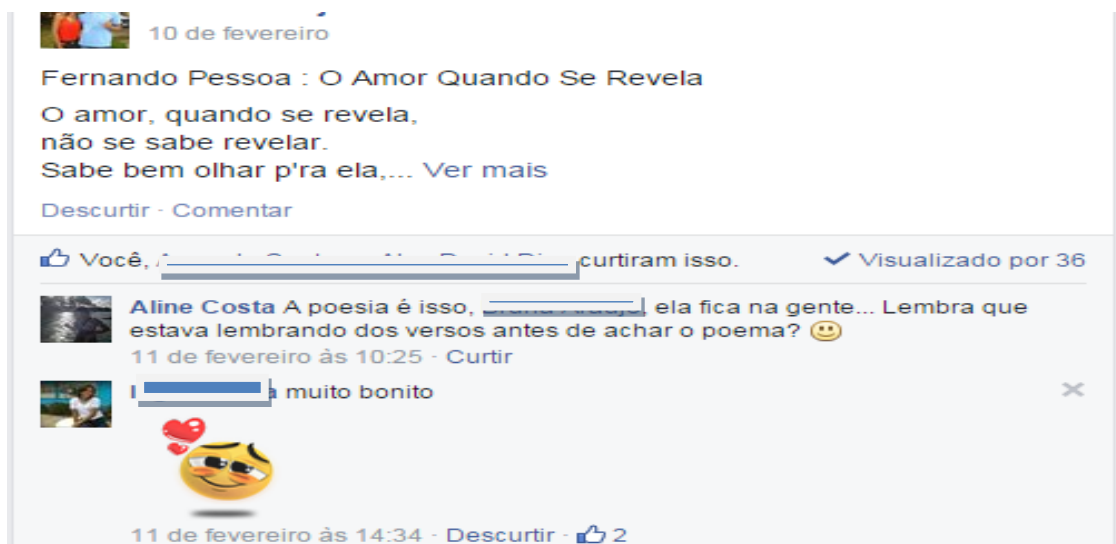 10 de fevereiro
Fernando Pessoa : O Amor Quando Se Revela
O amor, quando se revela,
não se sabe revelar.
Sabe bem olhar p'ra ela,... Ver mais
Descurtir · Comentar
Você, curtiram isso. Visualizado por 36
Aline Costa A poesia é isso, ela fica na gente... Lembra que
estava lembrando dos versos antes de achar o poema?
11 de fevereiro às 10:25 · Curtir
muito bonito
11 de fevereiro às 14:34 · Descurtir · 2